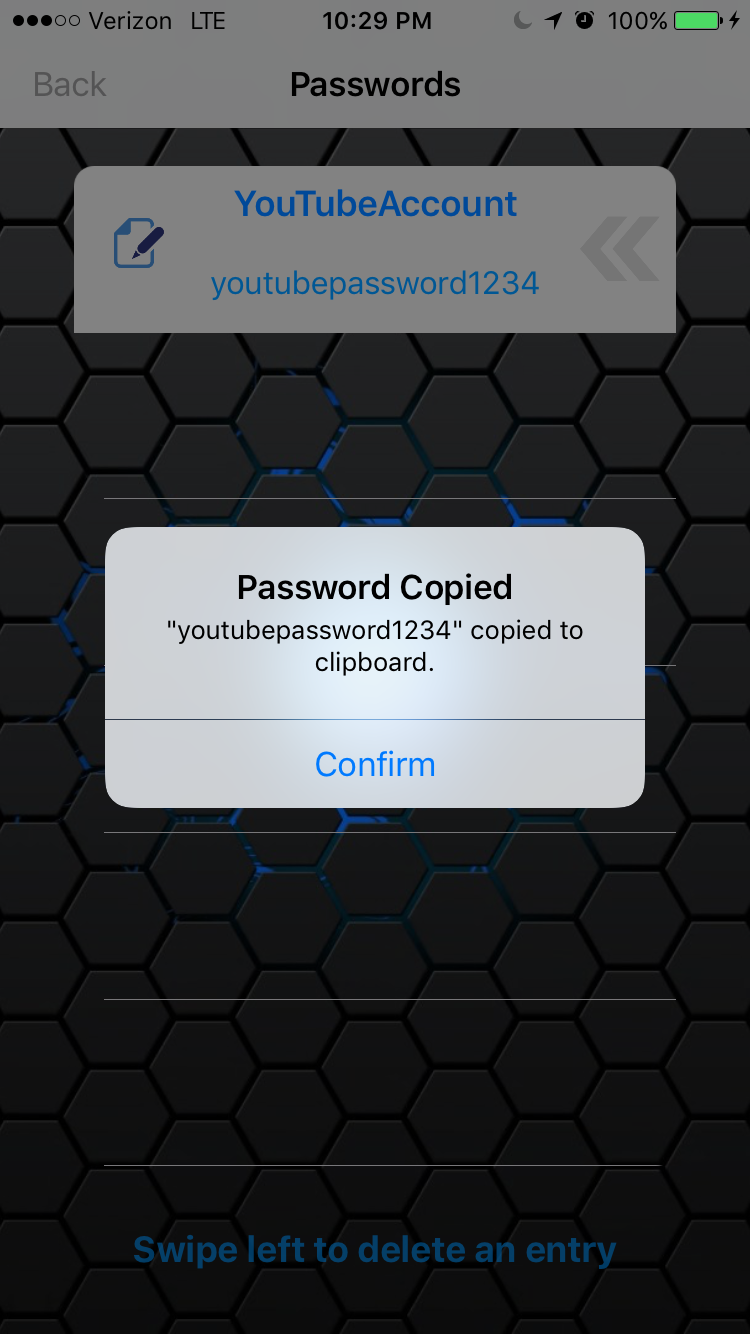 Verizon LTE 10:29 PM 100%
Back Passwords
YouTubeAccount
youtubepassword1234
Password Copied
"youtubepassword1234" copied to
clipboard.
Confirm
Swipe left to delete an entry